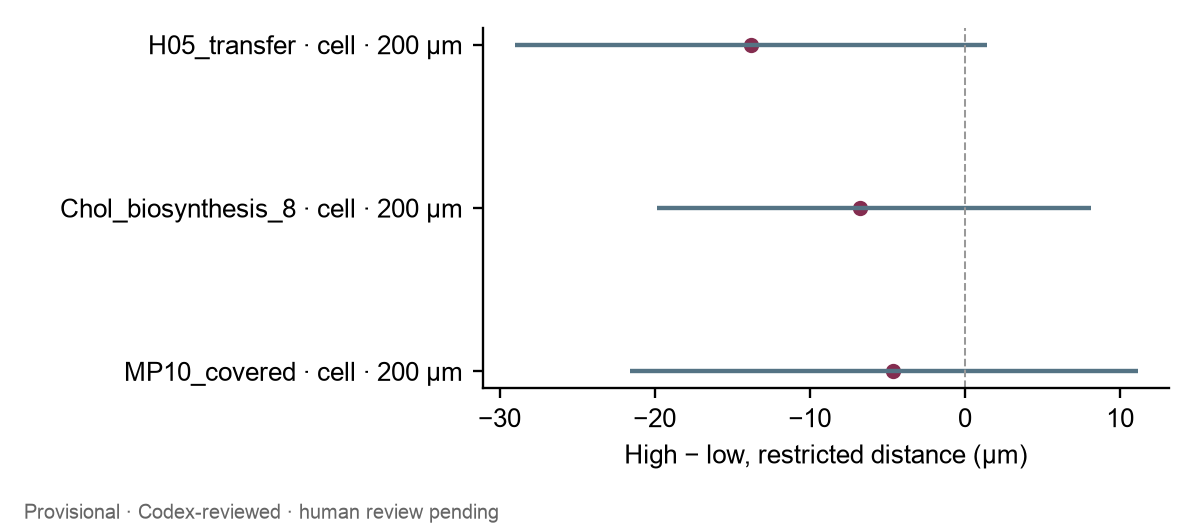 H05_transfer · cell · 200 µm
Chol_biosynthesis_8 · cell · 200 µm
MP10_covered · cell · 200 µm
−30 −20 −10 0 10
High − low, restricted distance (µm)
Provisional · Codex-reviewed · human review pending